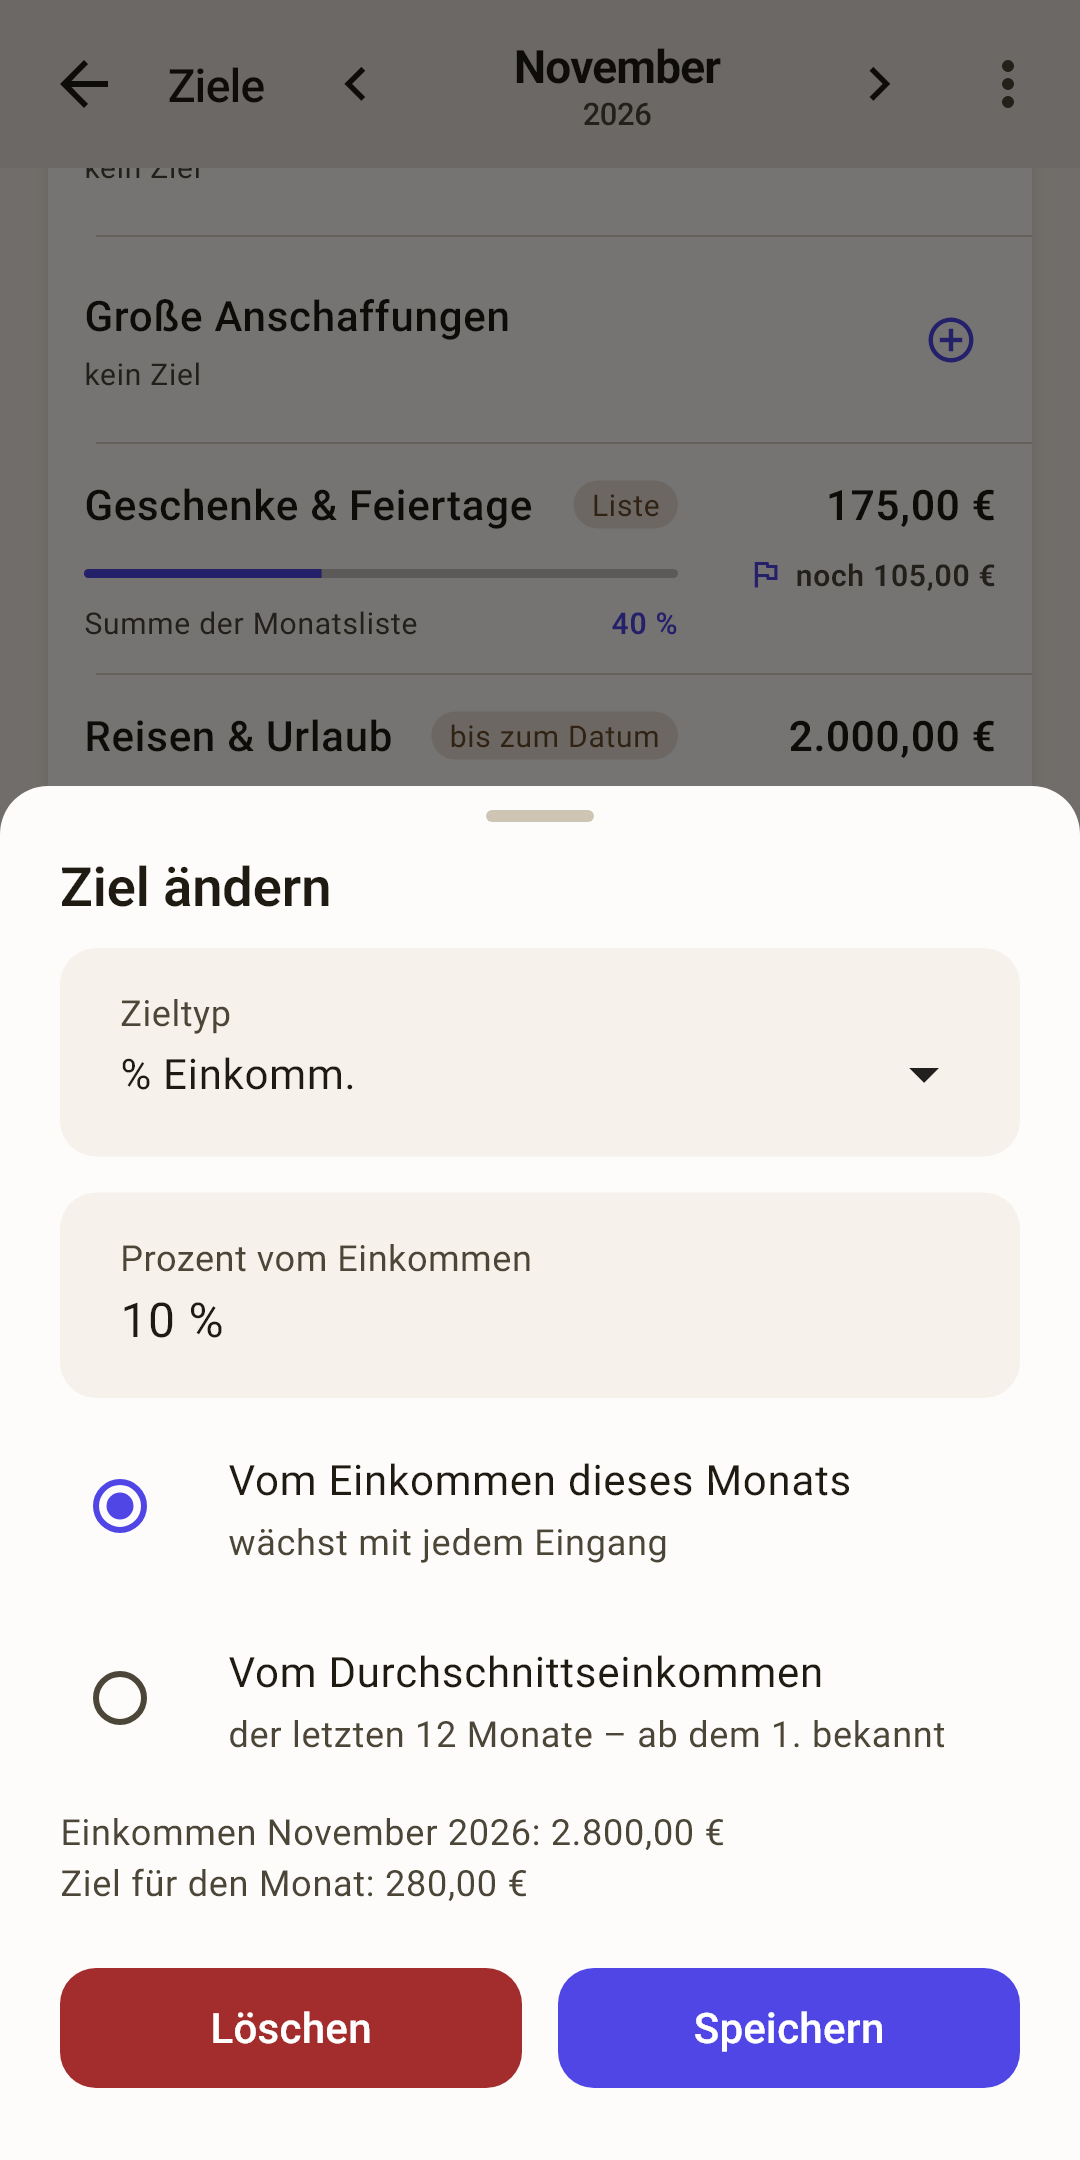 Ziele
November
2026
kein Ziel
Große Anschaffungen
kein Ziel
Geschenke & Feiertage
Liste
175,00 €
noch 105,00 €
Summe der Monatsliste
40 %
Reisen & Urlaub
bis zum Datum
2.000,00 €
Ziel ändern
Zieltyp
% Einkomm.
Prozent vom Einkommen
10 %
Vom Einkommen dieses Monats
wächst mit jedem Eingang
Vom Durchschnittseinkommen
der letzten 12 Monate – ab dem 1. bekannt
Einkommen November 2026: 2.800,00 €
Ziel für den Monat: 280,00 €
Löschen
Speichern